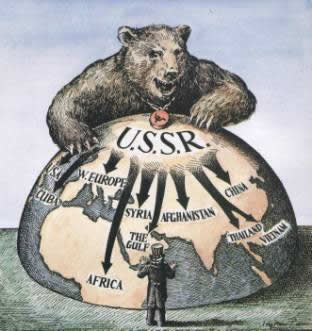 U.S.S.R.
W. EUROPE
CUBA
SYRIA
AFGHANISTAN
CHINA
THE
GULF
THAILAND
VIETNAM
AFRICA